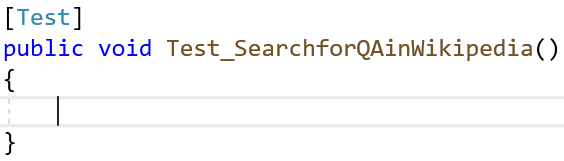 [Test]
public void Test_SearchforQAinWikipedia()
{
}